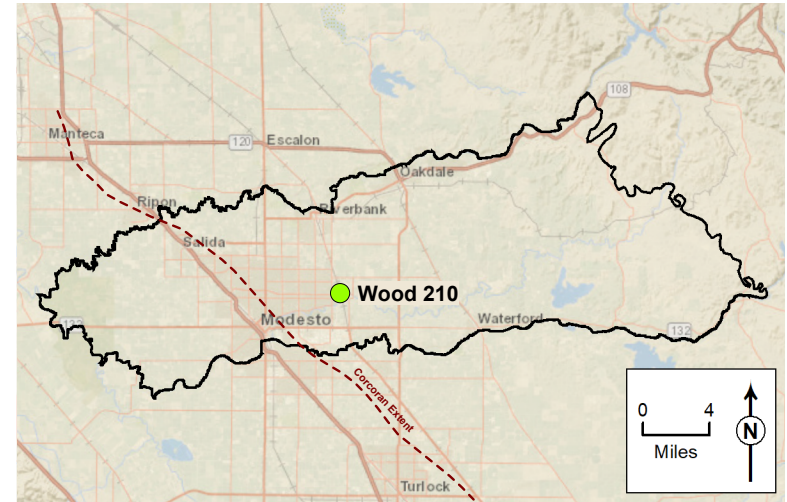 108
Manteca
120
Escalon
Oakdale
Ripon
Riverbank
Salida
Wood 210
132
Modesto
Waterford
132
Corcoran Extent
0 4
Miles
N
Turlock